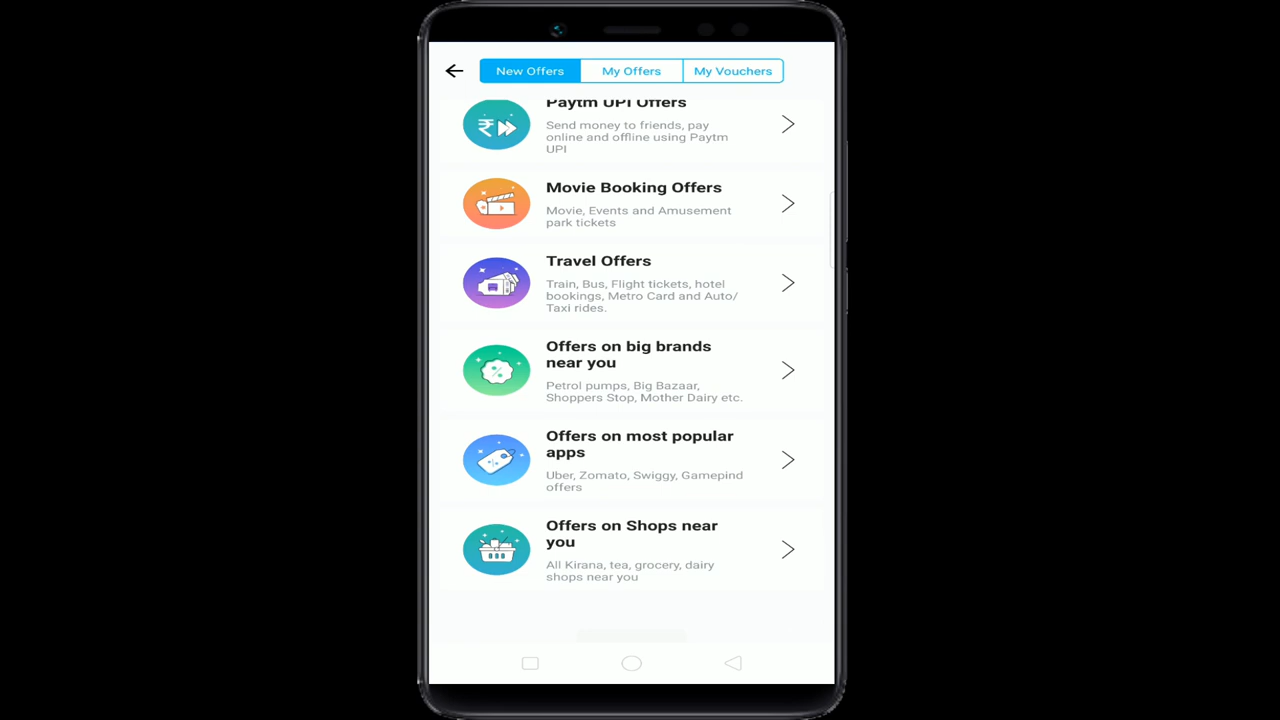 New Offers
My Offers
My Vouchers
Paytm UPI Offers
Send money to friends, pay
online and offline using Paytm
UPI
Movie Booking Offers
Movie, Events and Amusement
park tickets
Travel Offers
Train, Bus, Flight tickets, hotel
bookings, Metro Card and Auto/
Taxi rides.
Offers on big brands
near you
Petrol pumps, Big Bazaar,
Shoppers Stop, Mother Dairy etc.
Offers on most popular
apps
Uber, Zomato, Swiggy, Gamepind
offers
Offers on Shops near
you
All Kirana, tea, grocery, dairy
shops near you